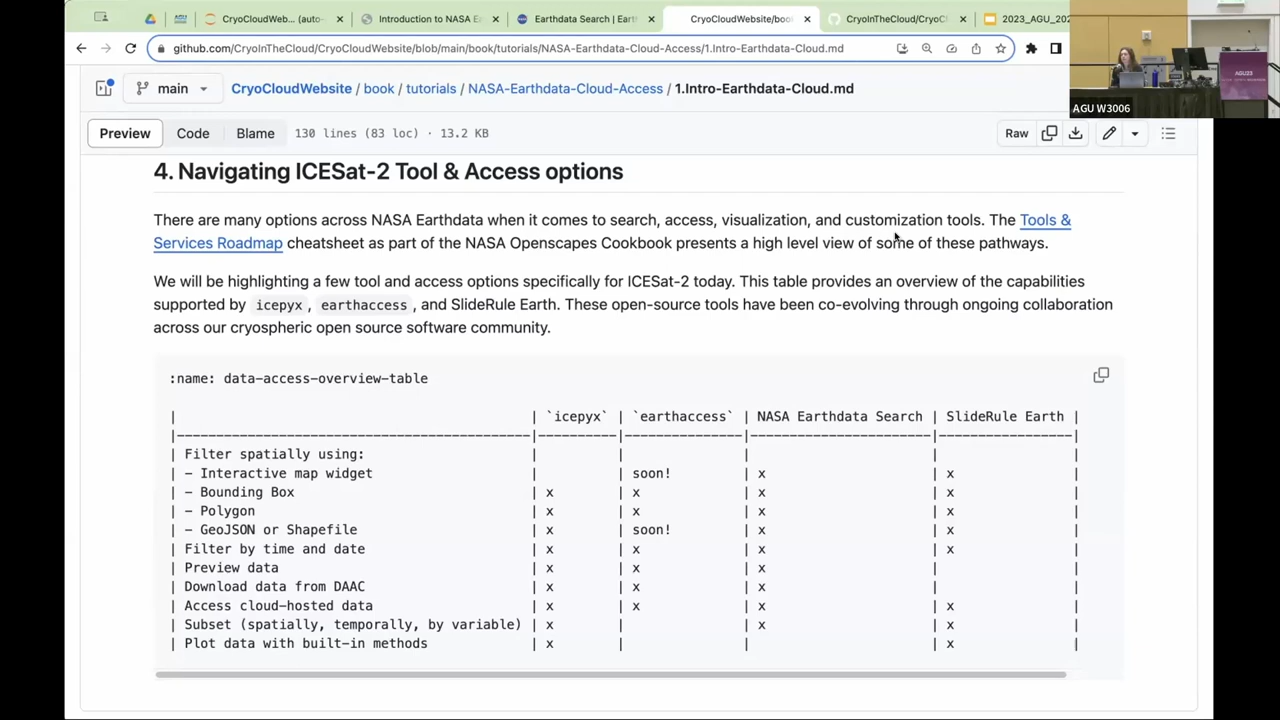 CryoCloudWeb... (auto-
Introduction to NASA E
Earthdata Search | Eart
CryoCloudWebsite/boo
CryoInTheCloud/CryoC
2023_AGU_202
github.com/CryoInTheCloud/CryoCloudWebsite/blob/main/book/tutorials/NASA-Earthdata-Cloud-Access/1.Intro-Earthdata-Cloud.md
AGU23
AGU W3006
main
CryoCloudWebsite / book / tutorials / NASA-Earthdata-Cloud-Access / 1.Intro-Earthdata-Cloud.md
Preview Code Blame 130 lines (83 loc) · 13.2 KB Raw
4. Navigating ICESat-2 Tool & Access options
There are many options across NASA Earthdata when it comes to search, access, visualization, and customization tools. The Tools &
Services Roadmap cheatsheet as part of the NASA Openscapes Cookbook presents a high level view of some of these pathways.
We will be highlighting a few tool and access options specifically for ICESat-2 today. This table provides an overview of the capabilities
supported by icepyx , earthaccess , and SlideRule Earth. These open-source tools have been co-evolving through ongoing collaboration
across our cryospheric open source software community.
:name: data-access-overview-table
| | `icepyx` | `earthaccess` | NASA Earthdata Search | SlideRule Earth |
|--------------------------------------------|----------|---------------|-----------------------|-----------------|
| Filter spatially using: | | | | |
| - Interactive map widget | | soon! | x | x |
| - Bounding Box | x | x | x | x |
| - Polygon | x | x | x | x |
| - GeoJSON or Shapefile | x | soon! | x | x |
| Filter by time and date | x | x | x | x |
| Preview data | x | x | x | |
| Download data from DAAC | x | x | x | |
| Access cloud-hosted data | x | x | x | x |
| Subset (spatially, temporally, by variable) | x | | x | x |
| Plot data with built-in methods | x | | | x |